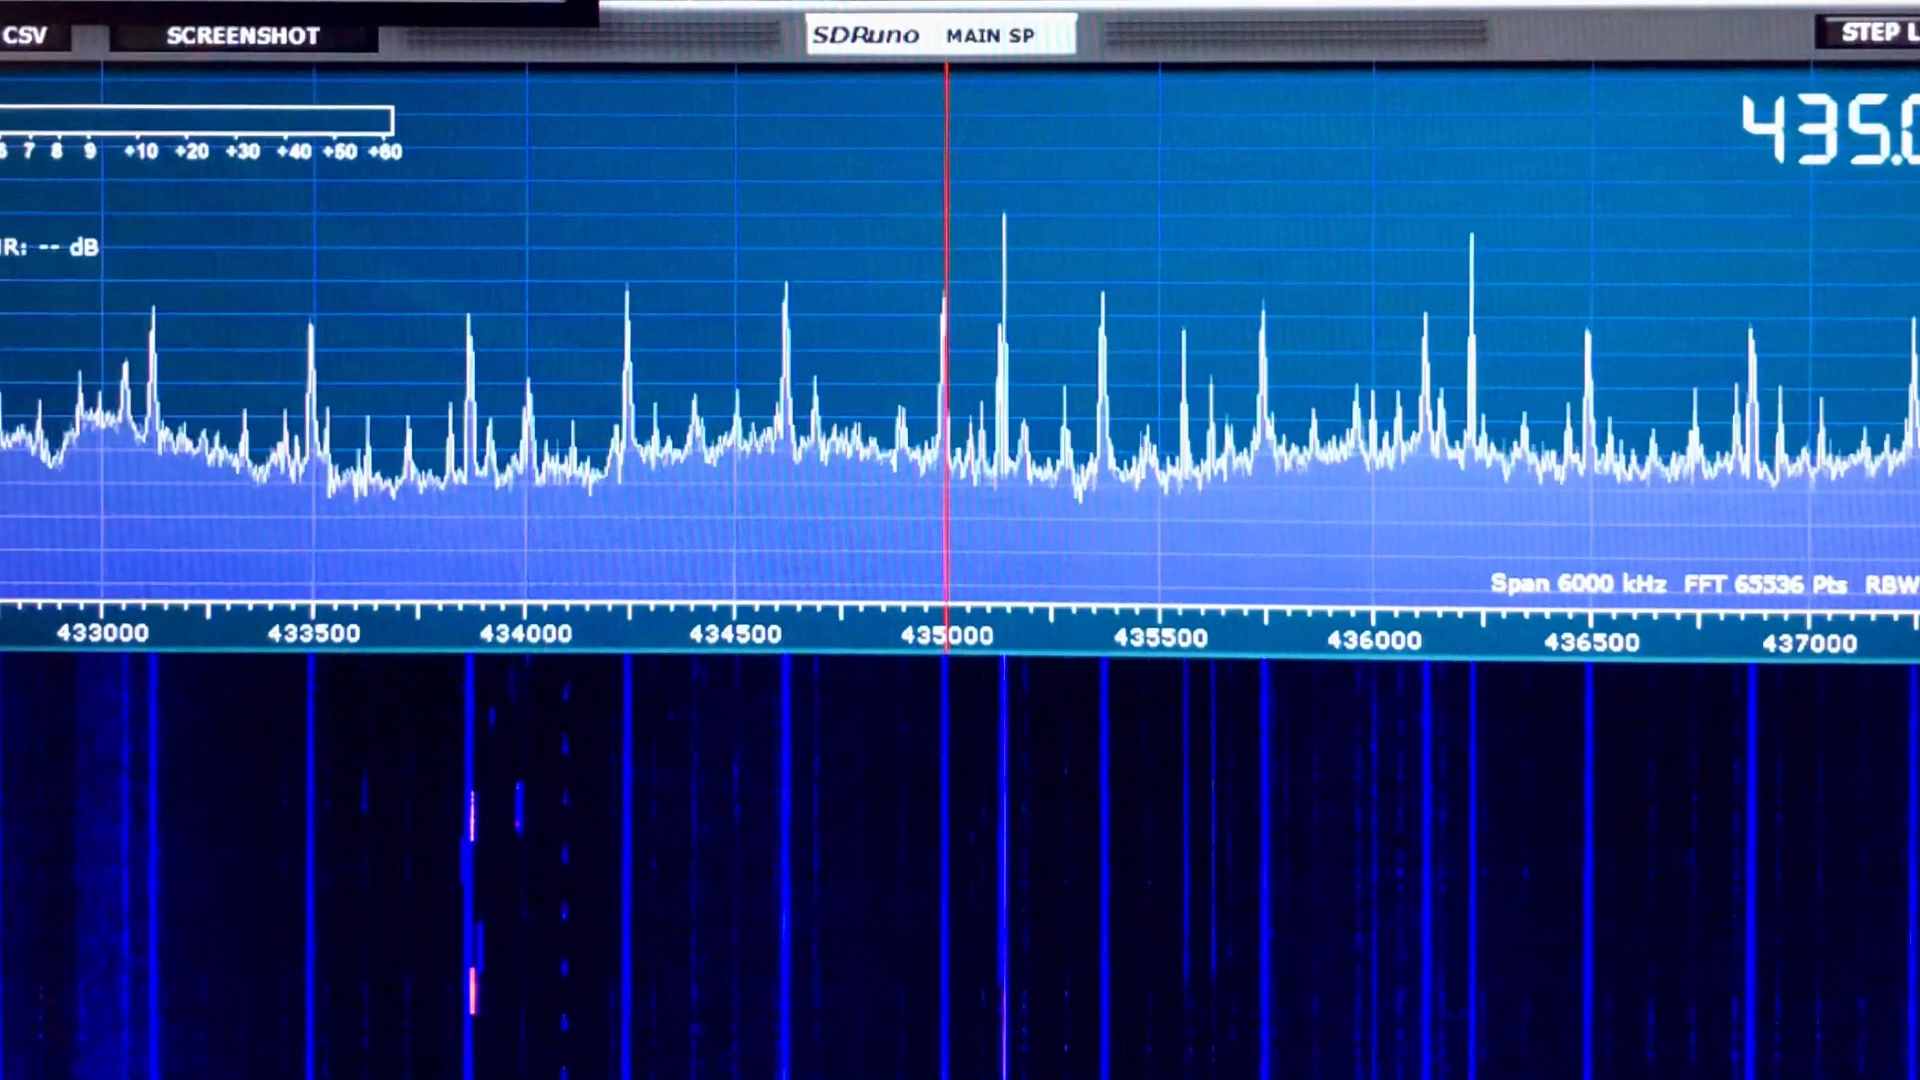 CSV SCREENSHOT SDRuno MAIN SP STEP
7 8 9 +10 +20 +30 +40 +50 +60
435.0
R: -- dB
Span 6000 kHz FFT 65536 Pts RBW
433000 433500 434000 434500 435000 435500 436000 436500 437000